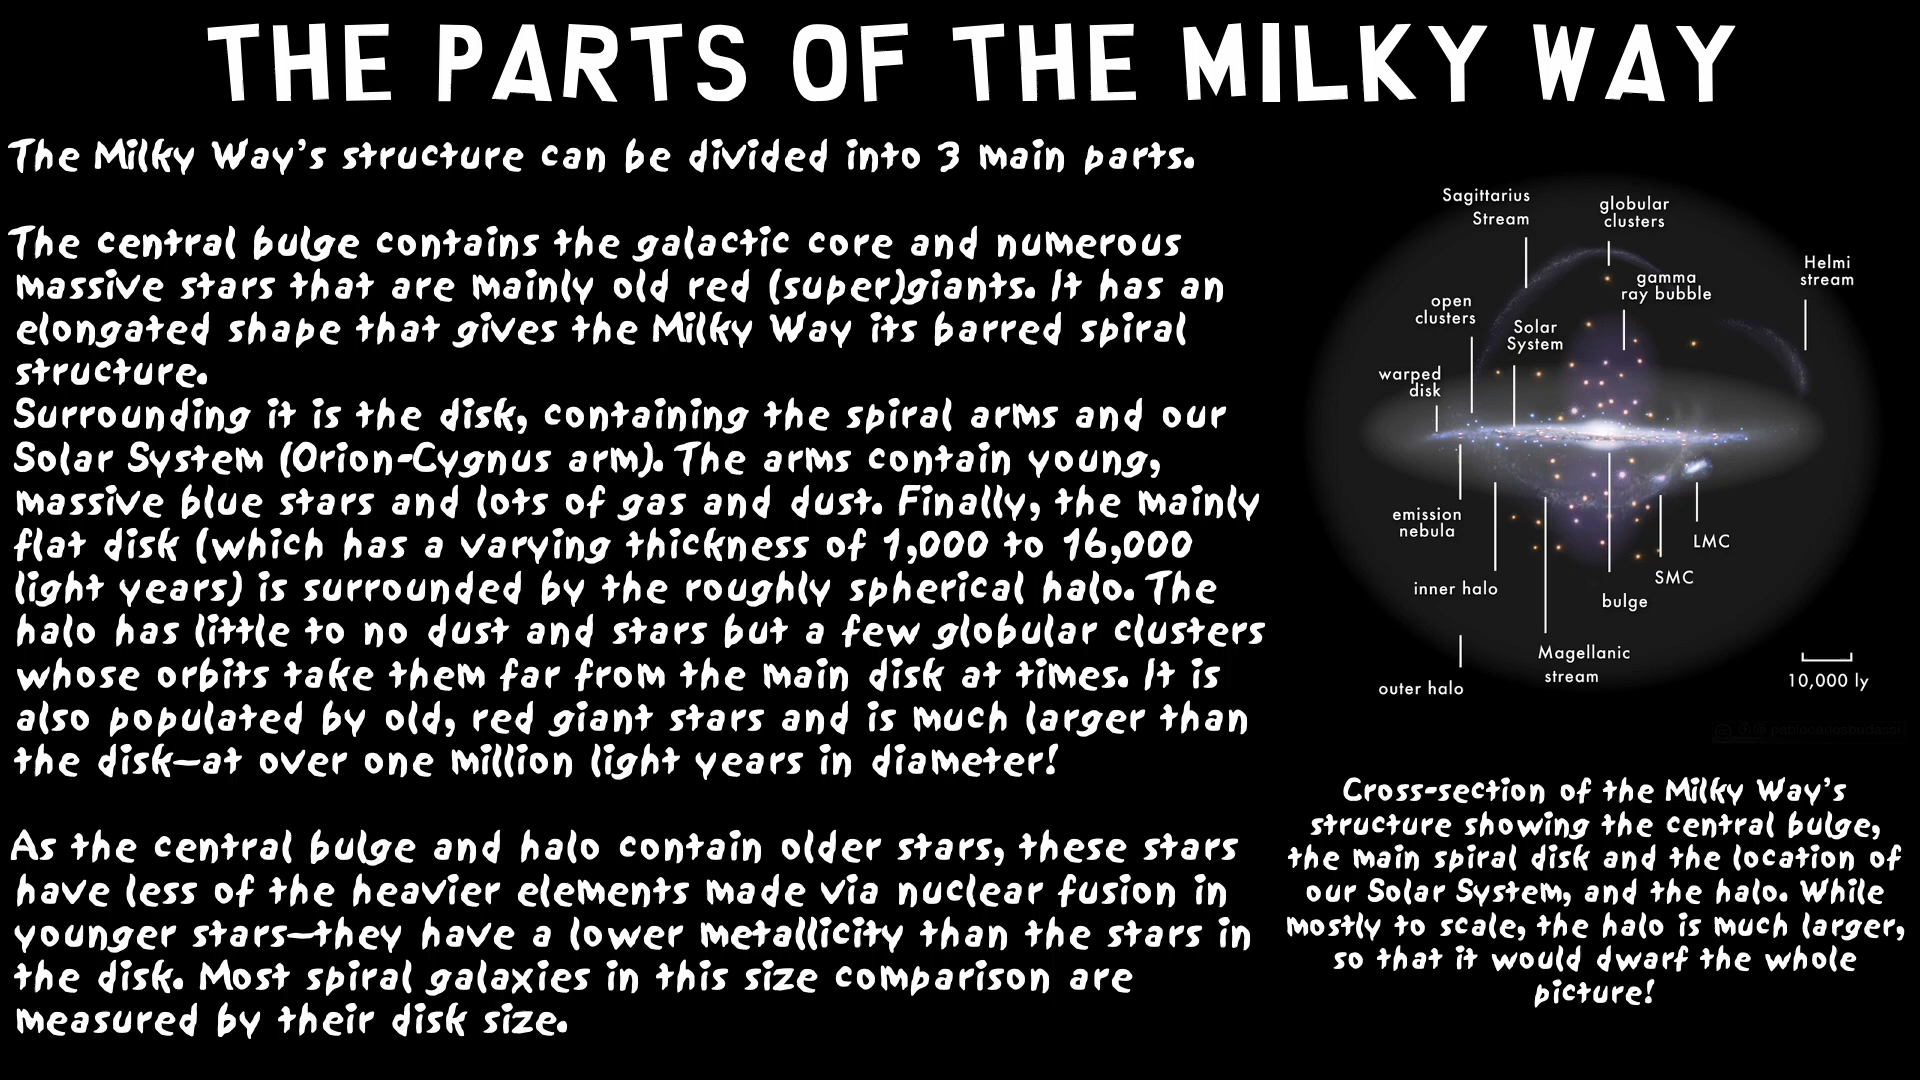 THE PARTS OF THE MILKY WAY
The Milky Way's structure can be divided into 3 main parts.
The central bulge contains the galactic core and numerous
massive stars that are mainly old red (super)giants. It has an
elongated shape that gives the Milky Way its barred spiral
structure.
Surrounding it is the disk, containing the spiral arms and our
Solar System (Orion-Cygnus arm). The arms contain young,
massive blue stars and lots of gas and dust. Finally, the mainly
flat disk (which has a varying thickness of 1,000 to 16,000
light years) is surrounded by the roughly spherical halo. The
halo has little to no dust and stars but a few globular clusters
whose orbits take them far from the main disk at times. It is
also populated by old, red giant stars and is much larger than
the disk—at over one million light years in diameter!
As the central bulge and halo contain older stars, these stars
have less of the heavier elements made via nuclear fusion in
younger stars—they have a lower metallicity than the stars in
the disk. Most spiral galaxies in this size comparison are
measured by their disk size.
Sagittarius
Stream
globular
clusters
Helmi
stream
gamma
ray bubble
open
clusters
Solar
System
warped
disk
emission
nebula
LMC
SMC
inner halo
bulge
Magellanic
stream
outer halo
10,000 ly
pablocarlosbudassi
Cross-section of the Milky Way's
structure showing the central bulge,
the main spiral disk and the location of
our Solar System, and the halo. While
mostly to scale, the halo is much larger,
so that it would dwarf the whole
picture!